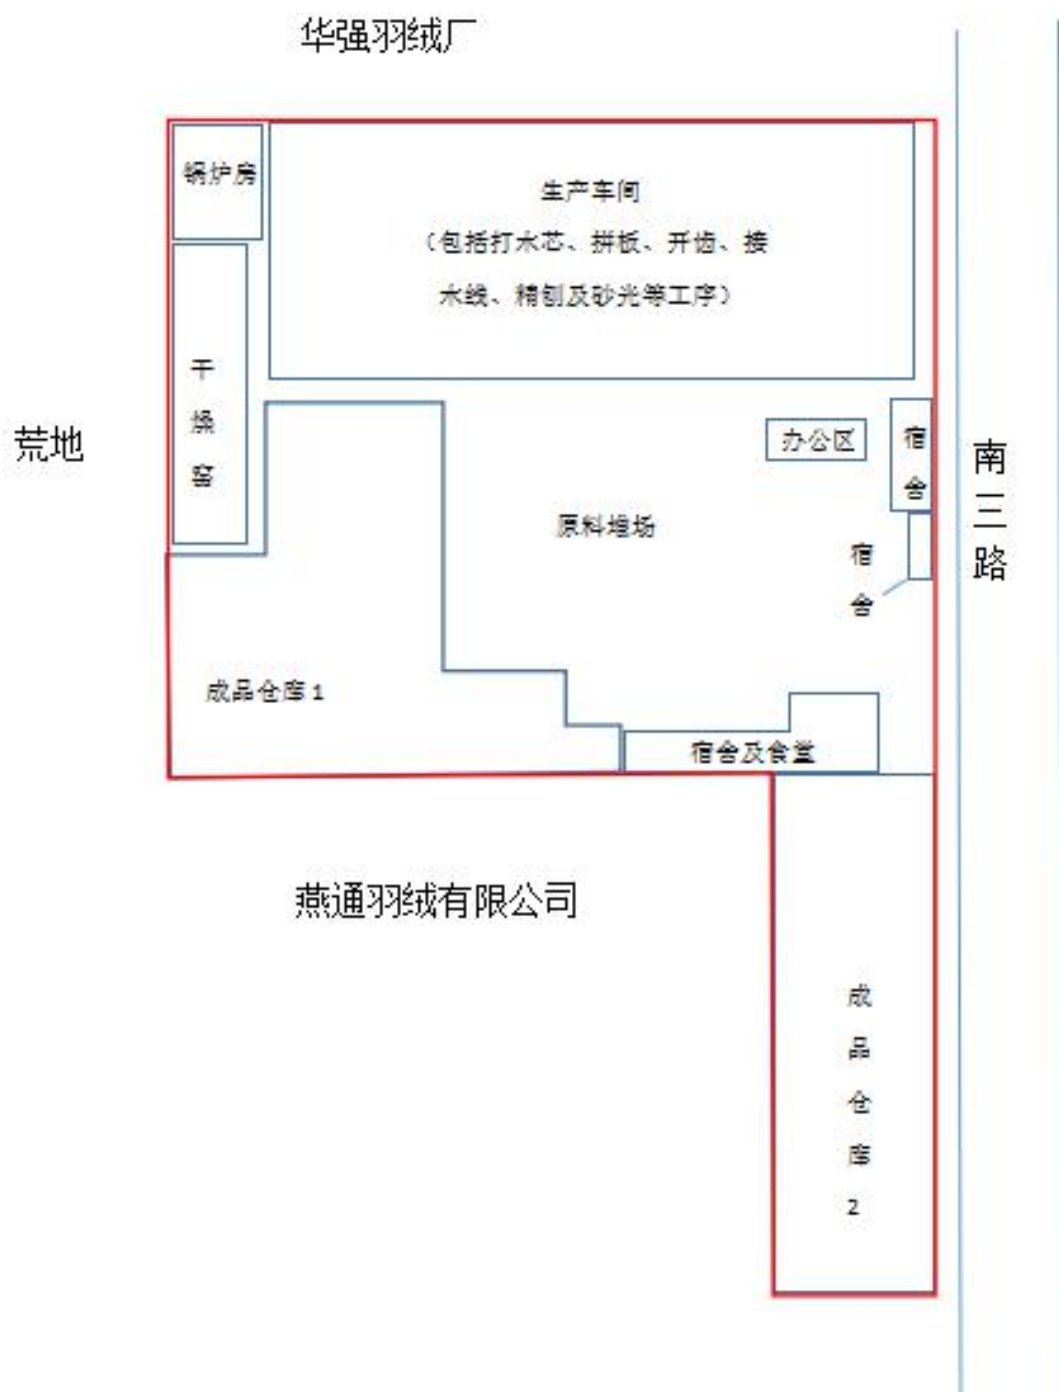 华强羽绒厂
锅炉房
生产车间
（包括打水芯、拼板、开齿、接
水线、精刨及砂光等工序）
干燥窑
荒地
办公区
宿舍
南三路
原料堆场
宿舍
成品仓库1
宿舍及食堂
燕通羽绒有限公司
成品仓库2